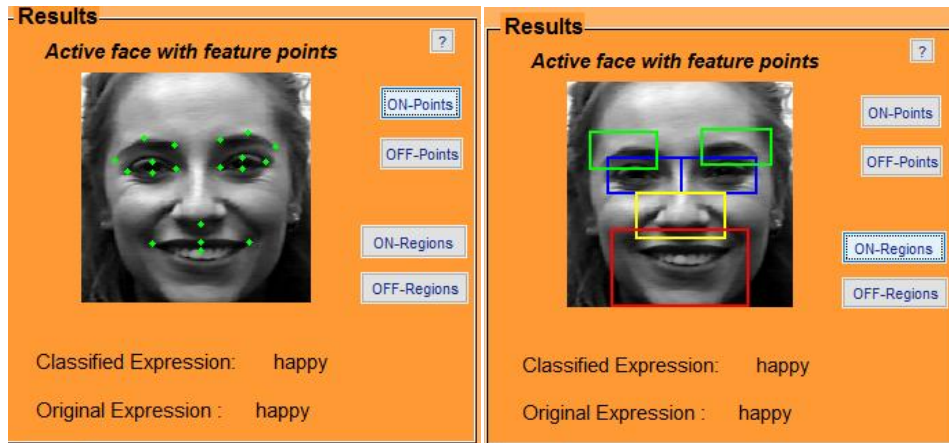 Results
Active face with feature points
?
ON-Points
OFF-Points
ON-Regions
OFF-Regions
Classified Expression: happy
Original Expression : happy
Results
Active face with feature points
?
ON-Points
OFF-Points
ON-Regions
OFF-Regions
Classified Expression: happy
Original Expression : happy